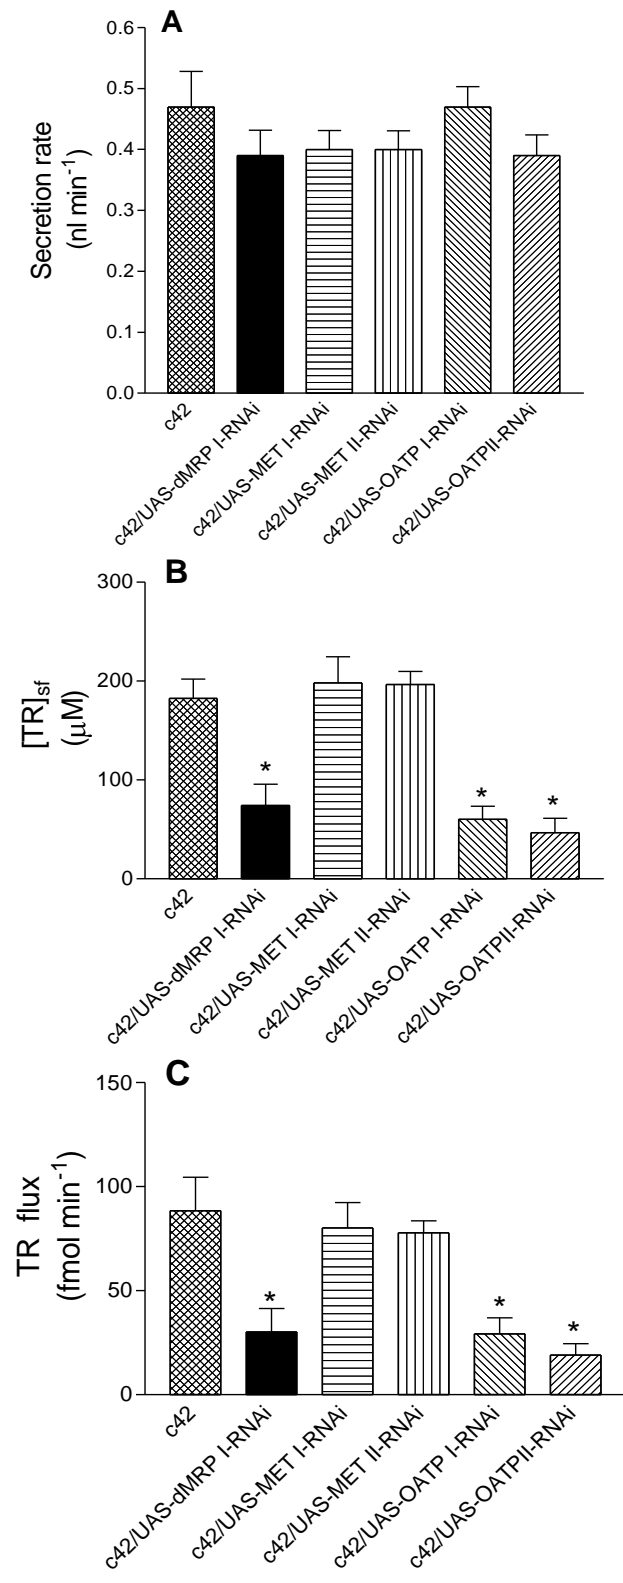 A
0.6
0.5
0.4
0.3
0.2
0.1
0.0
Secretion rate
(nl min⁻¹)
c42
c42/UAS-dMRP I-RNAi
c42/UAS-MET I-RNAi
c42/UAS-MET II-RNAi
c42/UAS-OATP I-RNAi
c42/UAS-OATPII-RNAi
B
300
200
100
0
[TR]sf
(µM)
*
*
*
c42
c42/UAS-dMRP I-RNAi
c42/UAS-MET I-RNAi
c42/UAS-MET II-RNAi
c42/UAS-OATP I-RNAi
c42/UAS-OATPII-RNAi
C
150
100
50
0
TR flux
(fmol min⁻¹)
*
*
*
c42
c42/UAS-dMRP I-RNAi
c42/UAS-MET I-RNAi
c42/UAS-MET II-RNAi
c42/UAS-OATP I-RNAi
c42/UAS-OATPII-RNAi